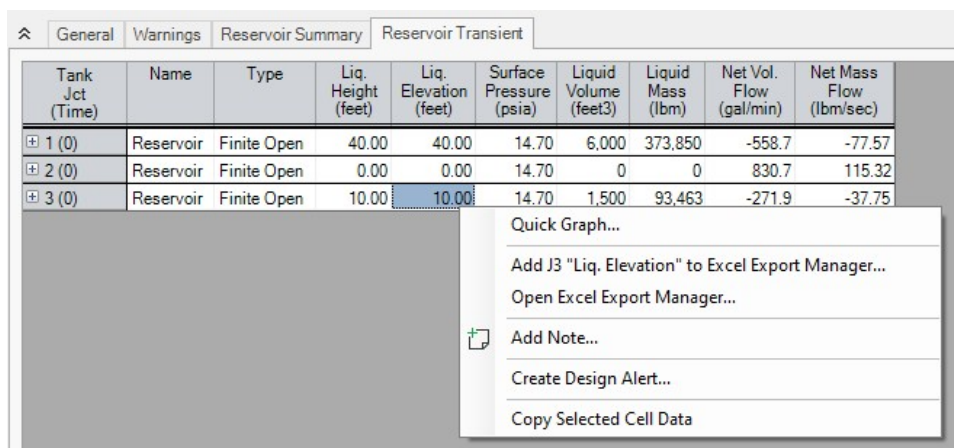 General Warnings Reservoir Summary Reservoir Transient
Tank Jct (Time) Name Type Liq. Height (feet) Liq. Elevation (feet) Surface Pressure (psia) Liquid Volume (feet3) Liquid Mass (lbm) Net Vol. Flow (gal/min) Net Mass Flow (lbm/sec)
1 (0) Reservoir Finite Open 40.00 40.00 14.70 6,000 373,850 -558.7 -77.57
2 (0) Reservoir Finite Open 0.00 0.00 14.70 0 0 830.7 115.32
3 (0) Reservoir Finite Open 10.00 10.00 14.70 1,500 93,463 -271.9 -37.75
Quick Graph...
Add J3 "Liq. Elevation" to Excel Export Manager...
Open Excel Export Manager...
Add Note...
Create Design Alert...
Copy Selected Cell Data